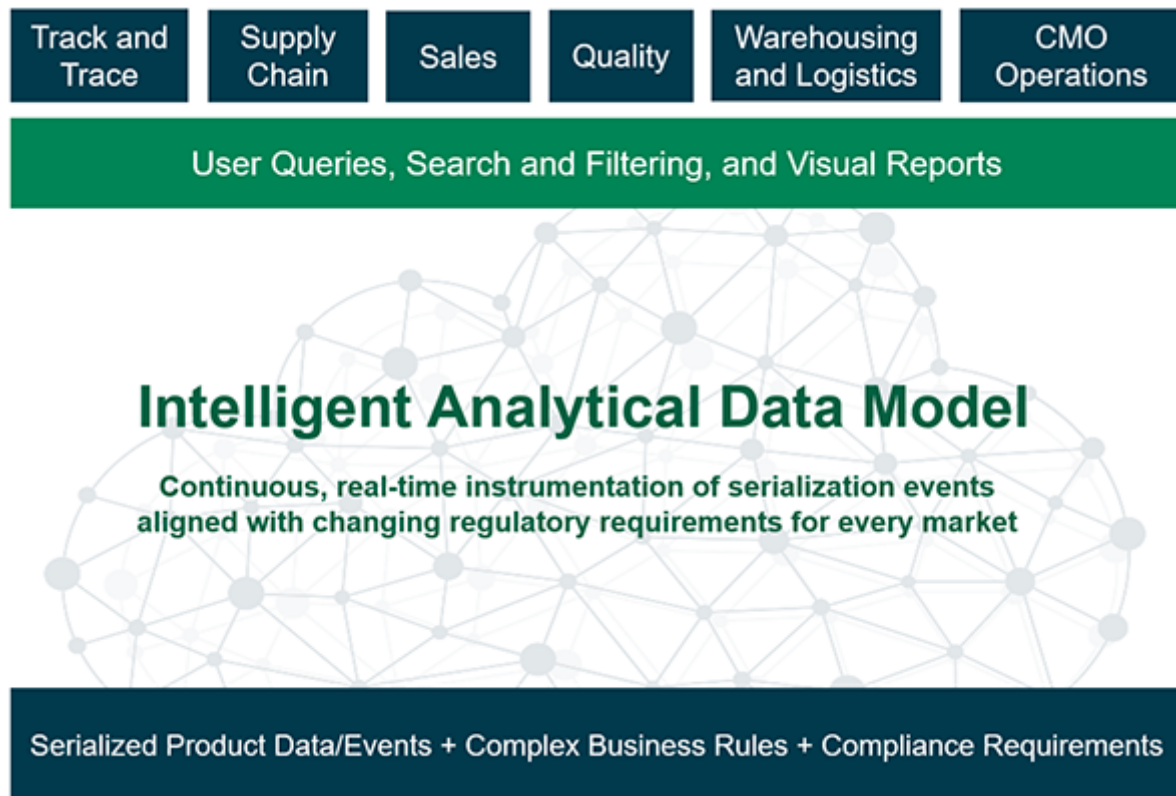 Track and
Trace
Supply
Chain
Sales
Quality
Warehousing
and Logistics
CMO
Operations
User Queries, Search and Filtering, and Visual Reports
Intelligent Analytical Data Model
Continuous, real-time instrumentation of serialization events
aligned with changing regulatory requirements for every market
Serialized Product Data/Events + Complex Business Rules + Compliance Requirements